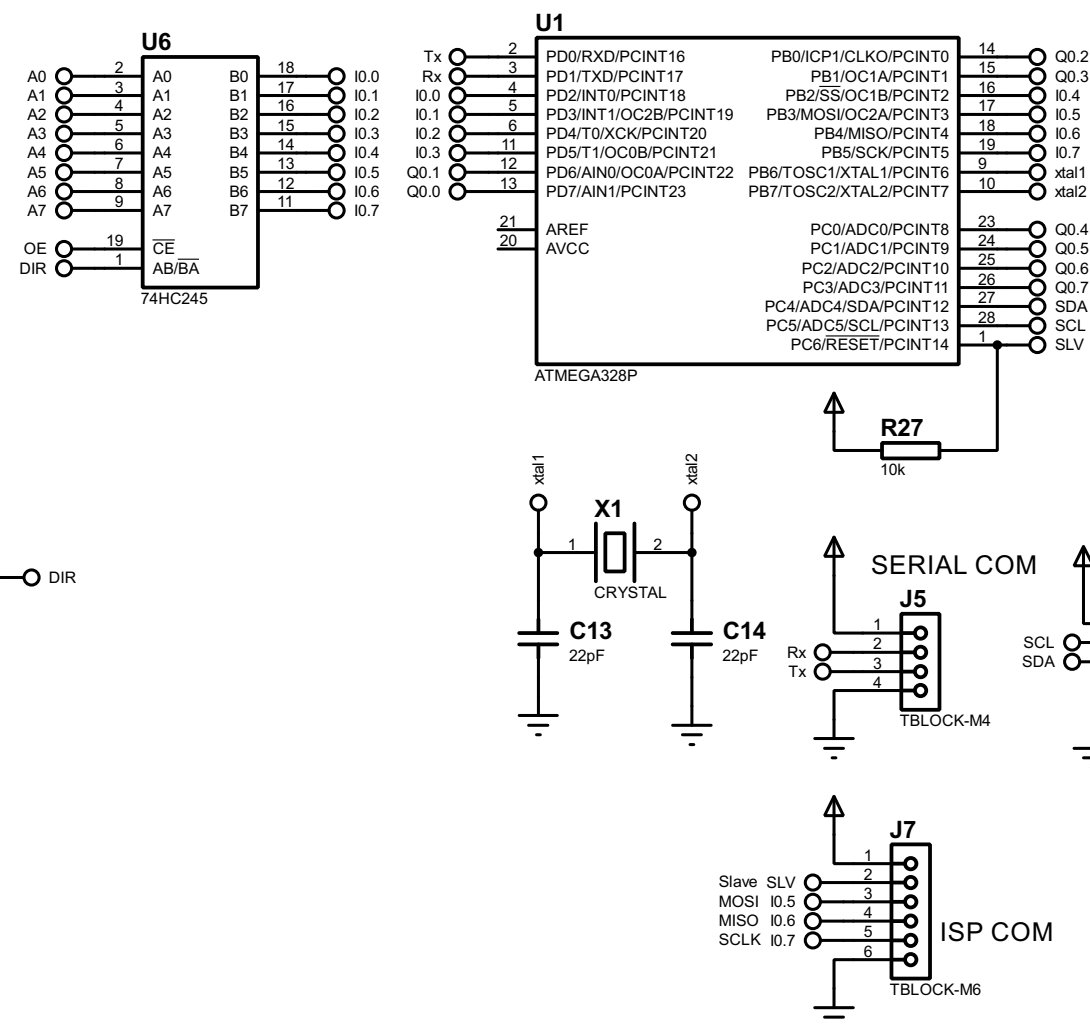 U6
A0 2 A0 B0 18 I0.0
A1 3 A1 B1 17 I0.1
A2 4 A2 B2 16 I0.2
A3 5 A3 B3 15 I0.3
A4 6 A4 B4 14 I0.4
A5 7 A5 B5 13 I0.5
A6 8 A6 B6 12 I0.6
A7 9 A7 B7 11 I0.7
OE 19 CE
DIR 1 AB/BA
74HC245
U1
Tx 2 PD0/RXD/PCINT16 PB0/ICP1/CLKO/PCINT0 14 Q0.2
Rx 3 PD1/TXD/PCINT17 PB1/OC1A/PCINT1 15 Q0.3
I0.0 4 PD2/INT0/PCINT18 PB2/SS/OC1B/PCINT2 16 I0.4
I0.1 5 PD3/INT1/OC2B/PCINT19 PB3/MOSI/OC2A/PCINT3 17 I0.5
I0.2 6 PD4/T0/XCK/PCINT20 PB4/MISO/PCINT4 18 I0.6
I0.3 11 PD5/T1/OC0B/PCINT21 PB5/SCK/PCINT5 19 I0.7
Q0.1 12 PD6/AIN0/OC0A/PCINT22 PB6/TOSC1/XTAL1/PCINT6 9 xtal1
Q0.0 13 PD7/AIN1/PCINT23 PB7/TOSC2/XTAL2/PCINT7 10 xtal2
21 AREF PC0/ADC0/PCINT8 23 Q0.4
20 AVCC PC1/ADC1/PCINT9 24 Q0.5
PC2/ADC2/PCINT10 25 Q0.6
PC3/ADC3/PCINT11 26 Q0.7
PC4/ADC4/SDA/PCINT12 27 SDA
PC5/ADC5/SCL/PCINT13 28 SCL
PC6/RESET/PCINT14 1 SLV
ATMEGA328P
R27
10k
xtal1
xtal2
X1
1 2
CRYSTAL
C13
22pF
C14
22pF
DIR
SERIAL COM
J5
1
Rx 2
Tx 3
4
TBLOCK-M4
SCL
SDA
J7
1
Slave SLV 2
MOSI I0.5 3
MISO I0.6 4
SCLK I0.7 5
6
ISP COM
TBLOCK-M6